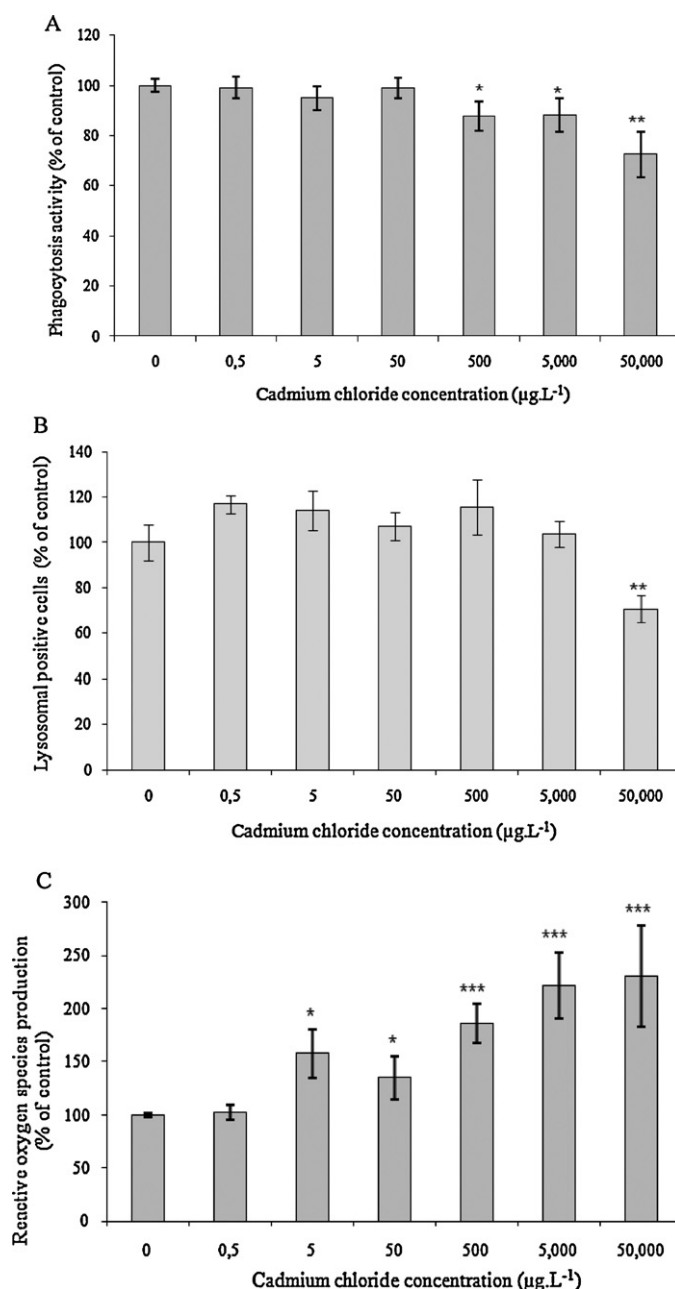 A
Phagocytosis activity (% of control)
120
100
80
60
40
20
0
* * **
0 0,5 5 50 500 5,000 50,000
Cadmium chloride concentration (µg.L⁻¹)
B
Lysosomal positive cells (% of control)
140
120
100
80
60
40
20
0
**
0 0,5 5 50 500 5,000 50,000
Cadmium chloride concentration (µg.L⁻¹)
C
Reactive oxygen species production
(% of control)
300
250
200
150
100
50
0
* * *** *** ***
0 0,5 5 50 500 5,000 50,000
Cadmium chloride concentration (µg.L⁻¹)